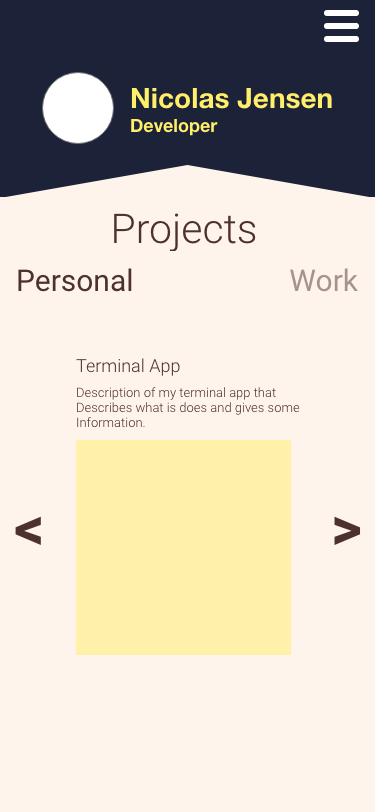 Nicolas Jensen
Developer
Projects
Personal Work
Terminal App
Description of my terminal app that
Describes what is does and gives some
Information.
< >